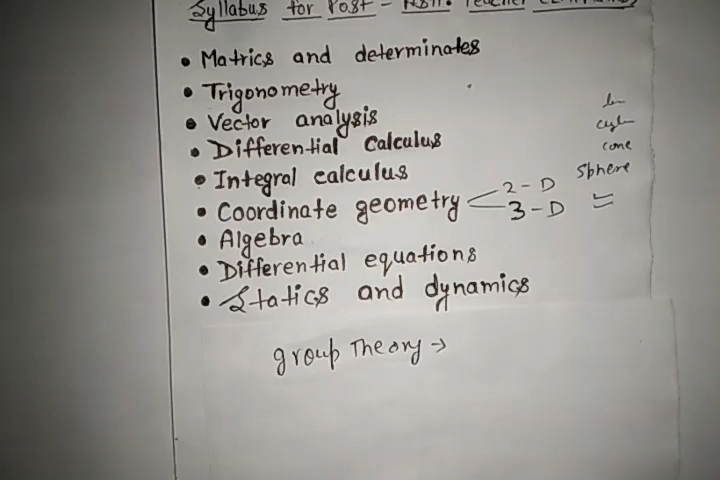 Syllabus for Post - Teacher
• Matrics and determinates
• Trigonometry
• Vector analysis
• Differential Calculus
• Integral calculus
• Coordinate geometry < 2-D 3-D
• Algebra
• Differential equations
• Statics and dynamics
cone
Sphere
group Theory →